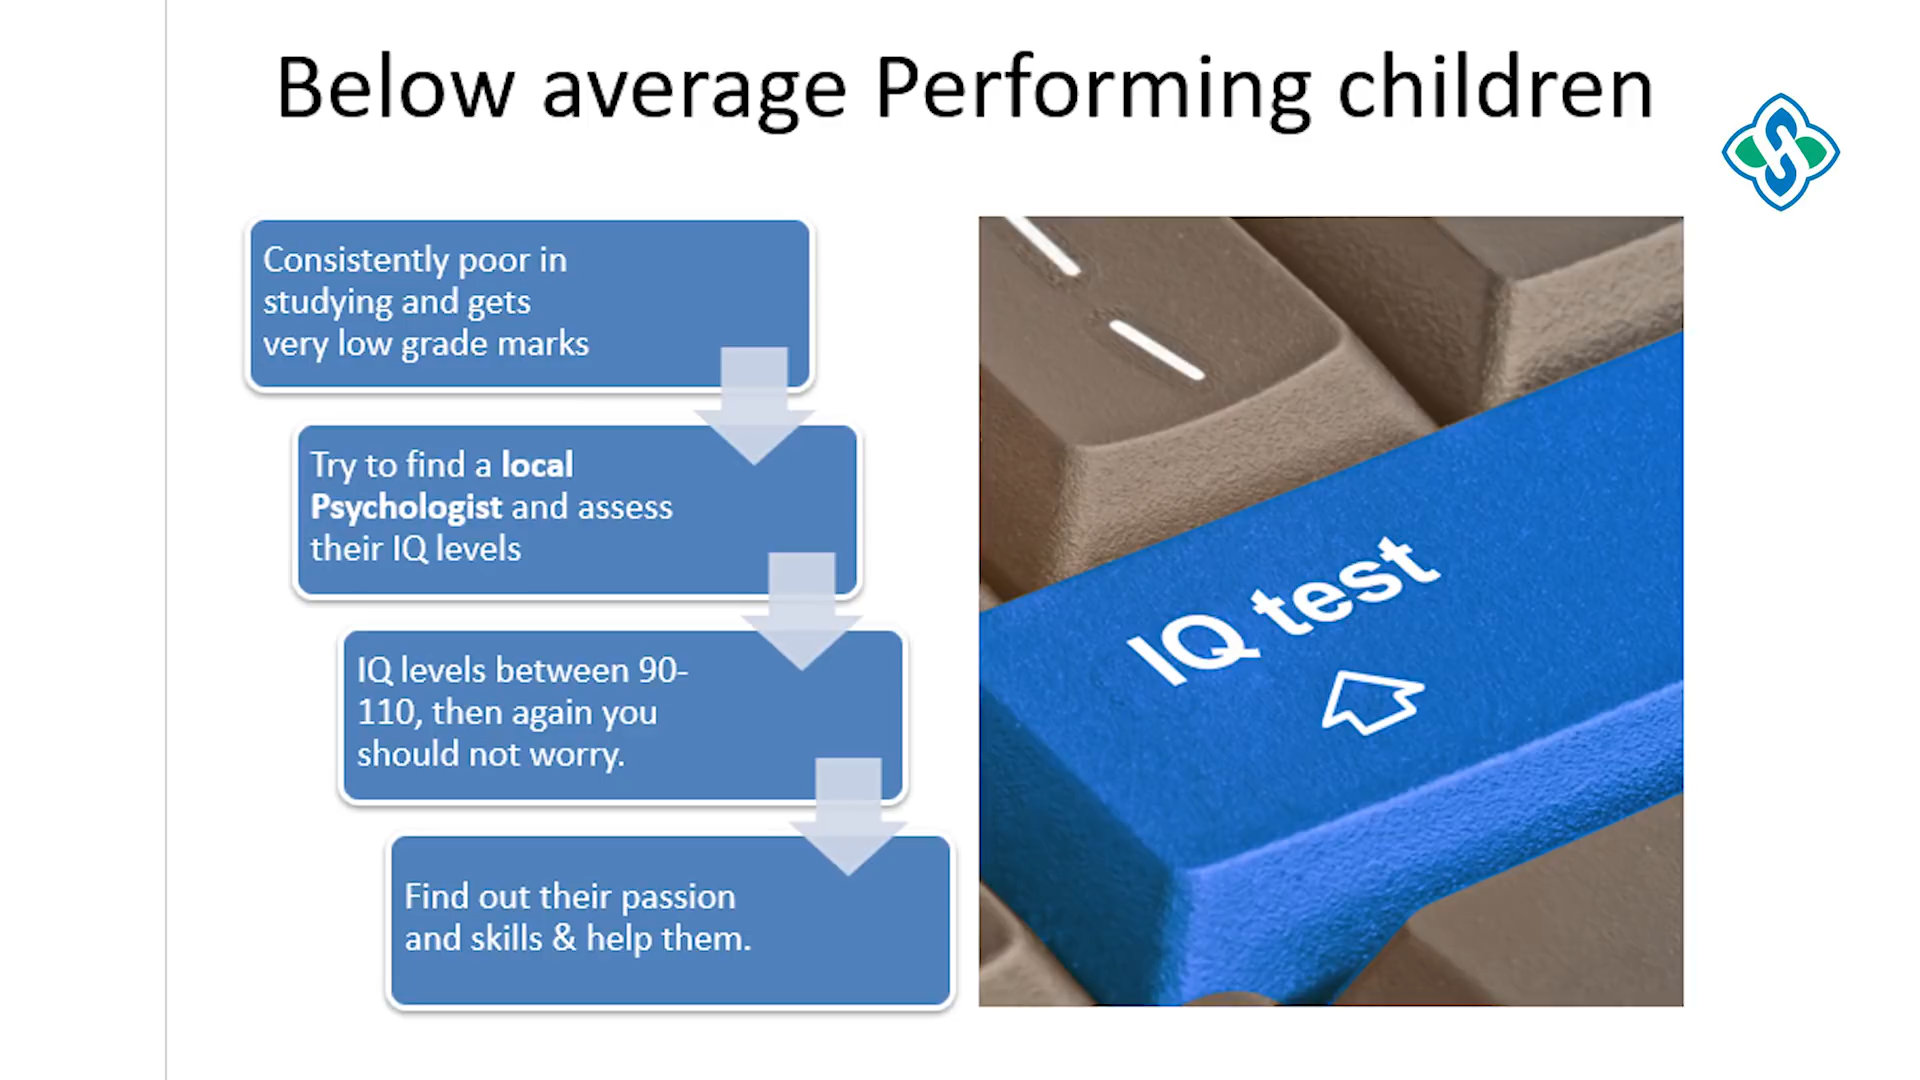 Below average Performing children
Consistently poor in
studying and gets
very low grade marks
Try to find a local
Psychologist and assess
their IQ levels
IQ levels between 90-
110, then again you
should not worry.
Find out their passion
and skills & help them.
IQ test